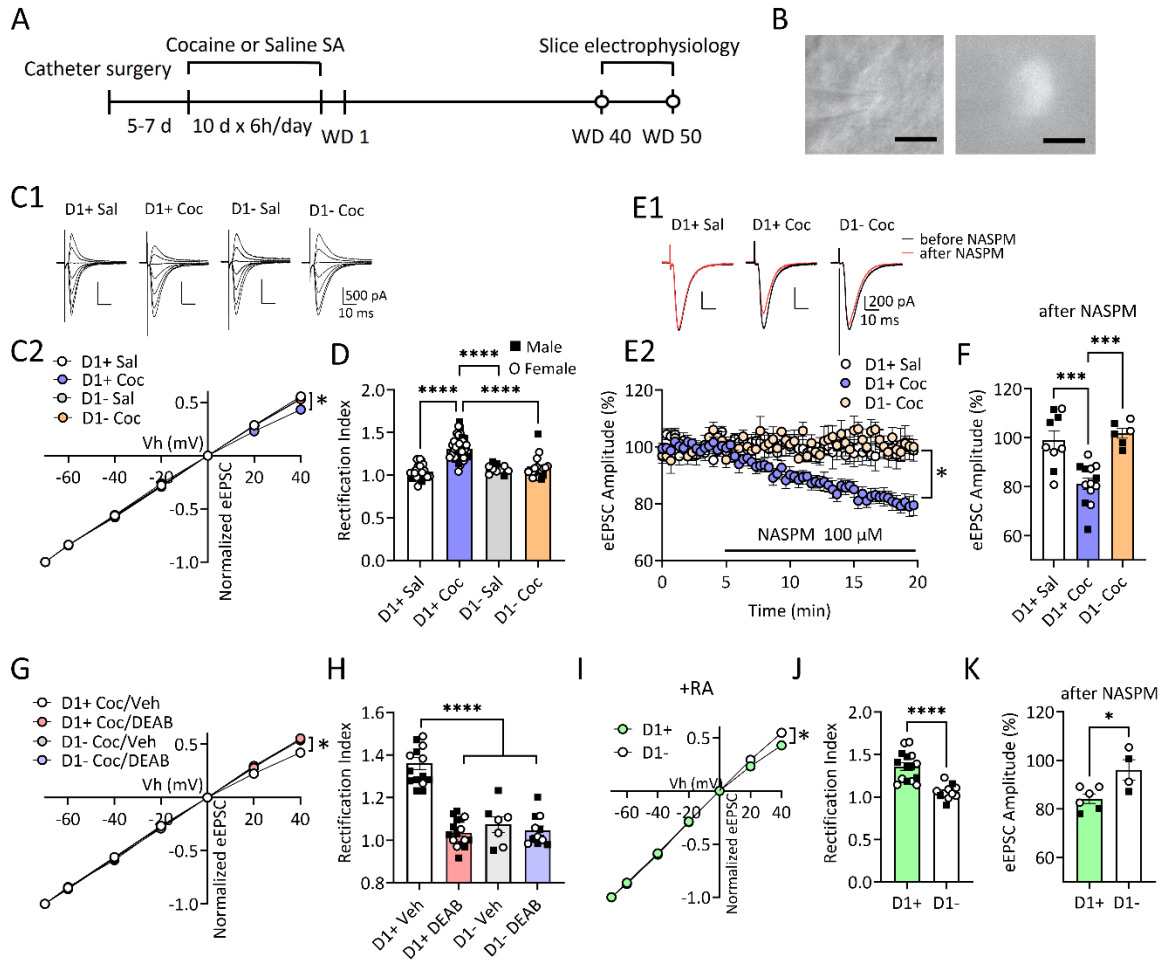 A
Cocaine or Saline SA
Slice electrophysiology
Catheter surgery
5-7 d
10 d x 6h/day
WD 1
WD 40
WD 50
B
C1
D1+ Sal
D1+ Coc
D1- Sal
D1- Coc
500 pA
10 ms
E1
D1+ Sal
D1+ Coc
D1- Coc
before NASPM
after NASPM
200 pA
10 ms
C2
D1+ Sal
D1+ Coc
D1- Sal
D1- Coc
Vh (mV)
-60
-40
-20
20
40
0.5
-0.5
-1.0
*
Normalized eEPSC
D
Male
Female
****
****
****
Rectification Index
2.0
1.5
1.0
0.5
0.0
D1+ Sal
D1+ Coc
D1- Sal
D1- Coc
E2
D1+ Sal
D1+ Coc
D1- Coc
eEPSC Amplitude (%)
120
100
80
60
*
NASPM 100 μM
0
5
10
15
20
Time (min)
F
after NASPM
***
***
eEPSC Amplitude (%)
120
100
80
60
D1+ Sal
D1+ Coc
D1- Coc
G
D1+ Coc/Veh
D1+ Coc/DEAB
D1- Coc/Veh
D1- Coc/DEAB
Vh (mV)
-60
-40
-20
20
40
0.5
-0.5
-1.0
*
Normalized eEPSC
H
****
Rectification Index
1.6
1.4
1.2
1.0
0.8
D1+ Veh
D1+ DEAB
D1- Veh
D1- DEAB
I
+RA
D1+
D1-
Vh (mV)
-60
-40
-20
20
40
0.5
-0.5
-1.0
*
Normalized eEPSC
J
****
Rectification Index
2.0
1.5
1.0
0.5
0.0
D1+
D1-
K
after NASPM
*
eEPSC Amplitude (%)
120
100
80
60
D1+
D1-